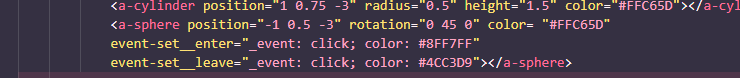 <a-cylinder position="1 0.75 -3" radius="0.5" height="1.5" color="#FFC65D"></a-cyl
<a-sphere position="-1 0.5 -3" rotation="0 45 0" color= "#FFC65D"
event-set__enter="_event: click; color: #8FF7FF"
event-set__leave="_event: click; color: #4CC3D9"></a-sphere>